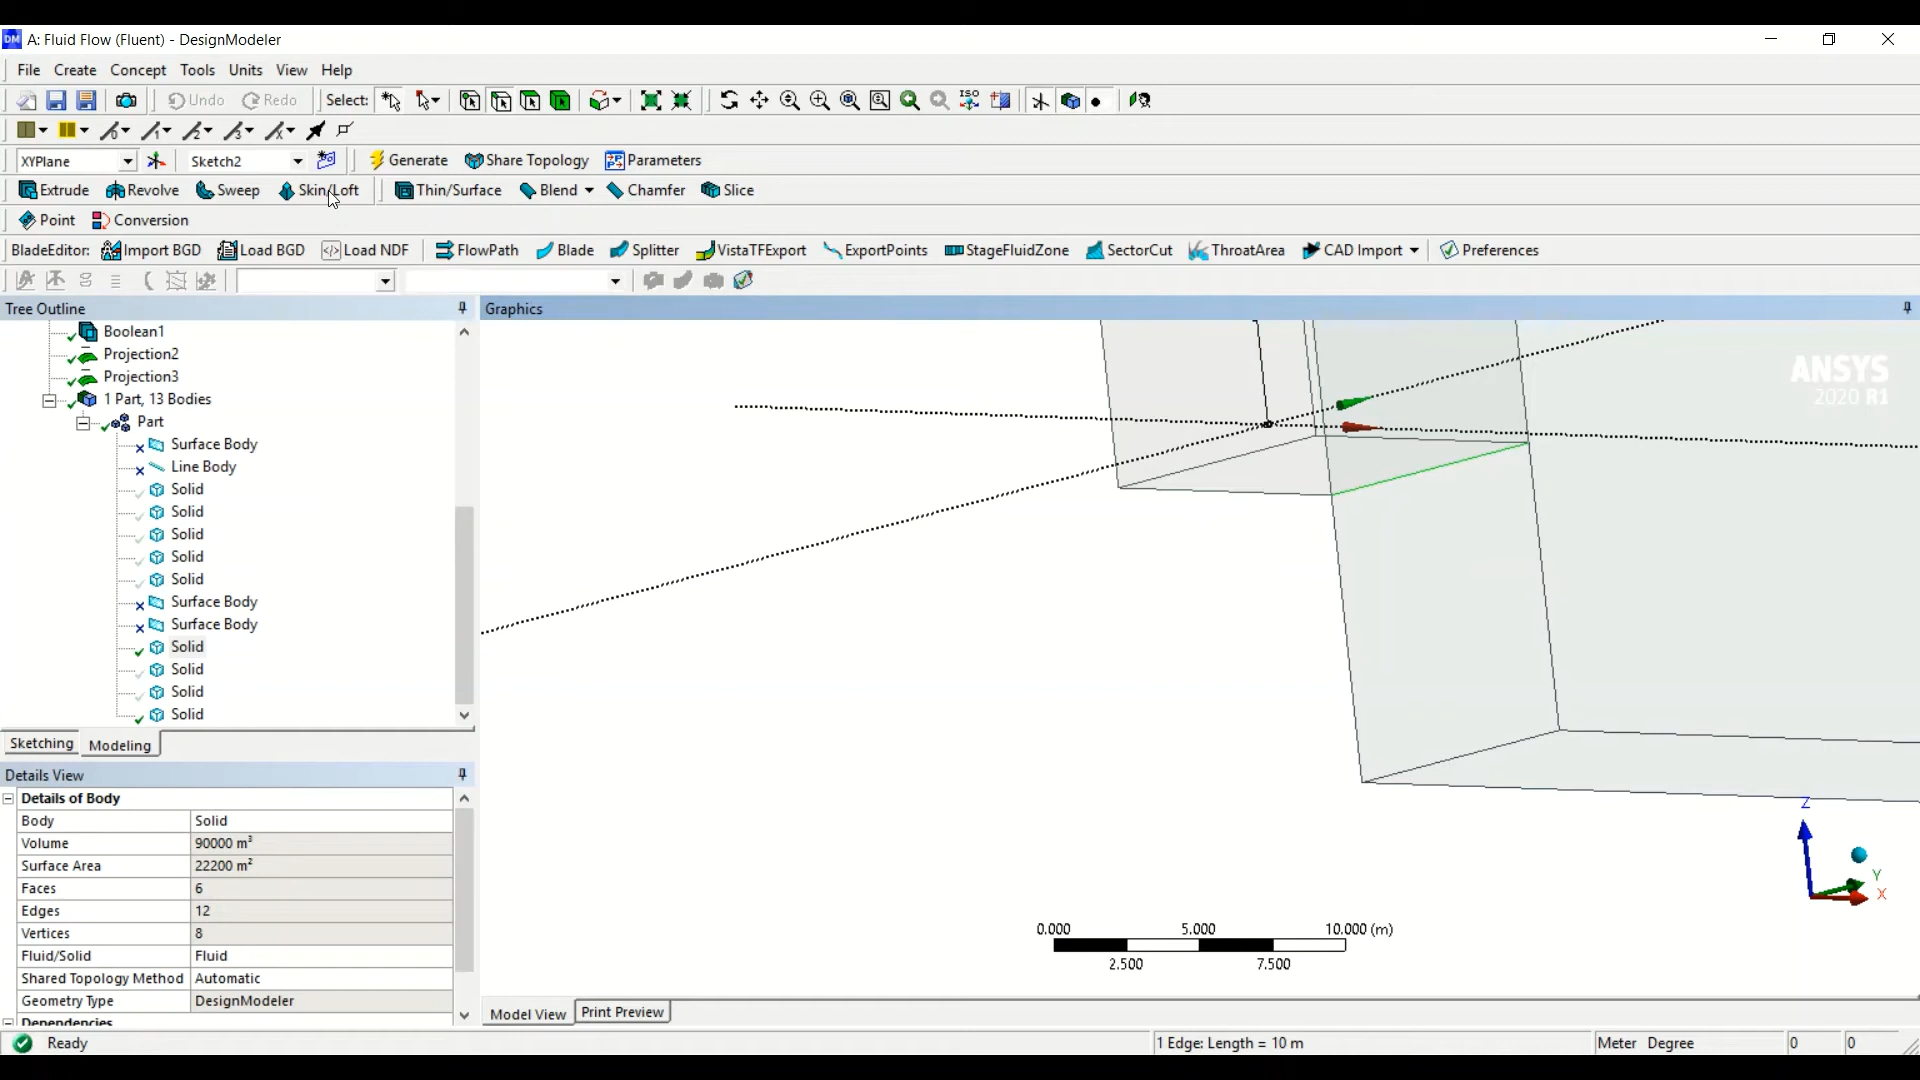 A: Fluid Flow (Fluent) - DesignModeler
File Create Concept Tools Units View Help
Undo Redo Select: ISO
XYPlane Sketch2 Generate Share Topology Parameters
Extrude Revolve Sweep Skin/Loft Thin/Surface Blend Chamfer Slice
Point Conversion
BladeEditor: Import BGD Load BGD Load NDF FlowPath Blade Splitter VistaTFExport ExportPoints StageFluidZone SectorCut ThroatArea CAD Import Preferences
Tree Outline
Boolean1
Projection2
Projection3
1 Part, 13 Bodies
Part
Surface Body
Line Body
Solid
Solid
Solid
Solid
Solid
Surface Body
Surface Body
Solid
Solid
Solid
Solid
Sketching Modeling
Details View
Details of Body
Body Solid
Volume 90000 m³
Surface Area 22200 m²
Faces 6
Edges 12
Vertices 8
Fluid/Solid Fluid
Shared Topology Method Automatic
Geometry Type DesignModeler
Dependencies
Graphics
ANSYS
2020 R1
Z
Y
X
0.000 5.000 10.000 (m)
2.500 7.500
Model View Print Preview
Ready 1 Edge: Length = 10 m Meter Degree 0 0